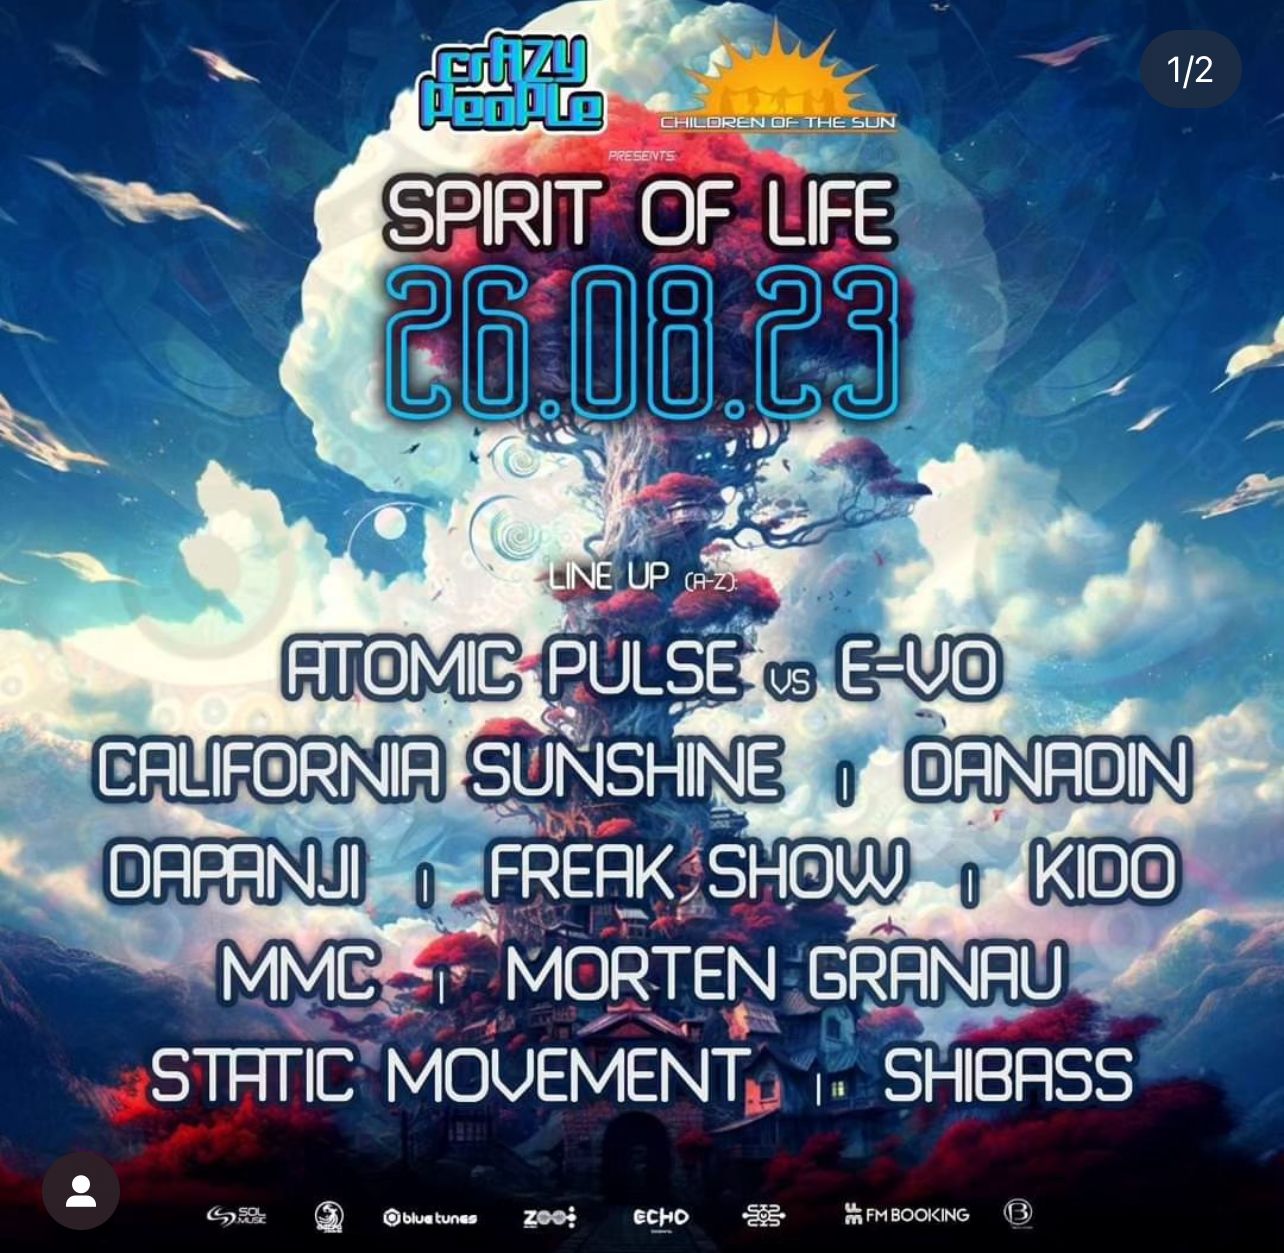 crazy people
CHILDREN OF THE SUN
1/2
PRESENTS:
SPIRIT OF LIFE
26.08.23
LINE UP (A-Z):
ATOMIC PULSE VS E-VO
CALIFORNIA SUNSHINE | DANADIN
DAPANJI | FREAK SHOW | KIDO
MMC | MORTEN GRANAU
STATIC MOVEMENT | SHIBASS
SOL MUSIC blue tunes ZOO ECHO FM BOOKING B